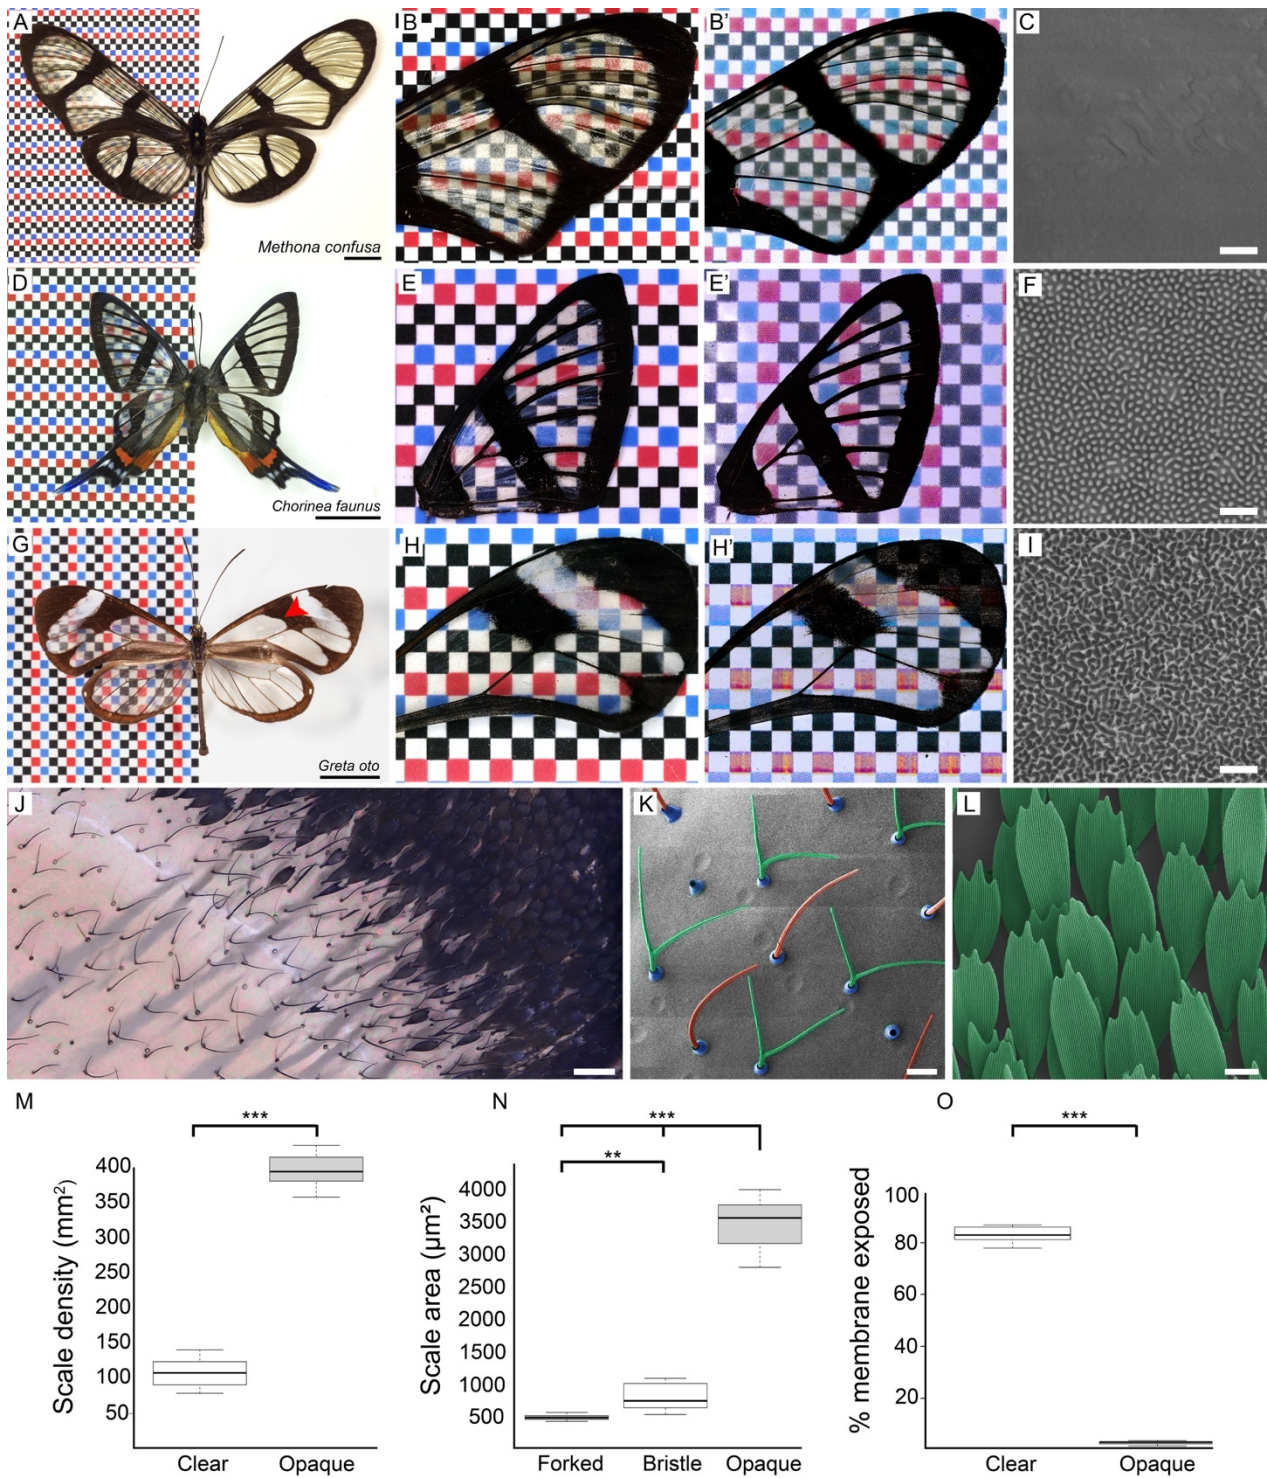 A
Methona confusa
B
B'
C
D
Chorinea faunus
E
E'
F
G
Greta oto
H
H'
I
J
K
L
M
Scale density (mm²)
400
350
300
250
200
150
100
50
***
Clear
Opaque
N
Scale area (µm²)
4000
3500
3000
2500
2000
1500
1000
500
***
**
Forked
Bristle
Opaque
O
% membrane exposed
100
80
60
40
20
***
Clear
Opaque